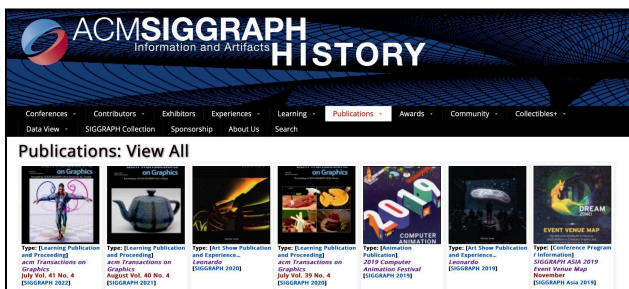 ACMSIGGRAPH
Information and Artifacts
HISTORY
Conferences Contributors Exhibitors Experiences Learning Publications Awards Community Collectibles+
Data View SIGGRAPH Collection Sponsorship About Us Search
Publications: View All
on Graphics
on Graphics
on Graphics
2019
COMPUTER
ANIMATION
DREAM
ZONE!
EVENT VENUE MAP
Type: [Learning Publication
and Proceeding]
acm Transactions on
Graphics
July Vol. 41 No. 4
[SIGGRAPH 2022]
Type: [Learning Publication
and Proceeding]
acm Transactions on
Graphics
August Vol. 40 No. 4
[SIGGRAPH 2021]
Type: [Art Show Publication
and Experience...
Leonardo
[SIGGRAPH 2020]
Type: [Learning Publication
and Proceeding]
acm Transactions on
Graphics
July Vol. 39 No. 4
[SIGGRAPH 2020]
Type: [Animation
Publication]
2019 Computer
Animation Festival
[SIGGRAPH 2019]
Type: [Art Show Publication
and Experience...
Leonardo
[SIGGRAPH 2019]
Type: [Conference Program
/ Information]
SIGGRAPH ASIA 2019
Event Venue Map
November
[SIGGRAPH Asia 2019]